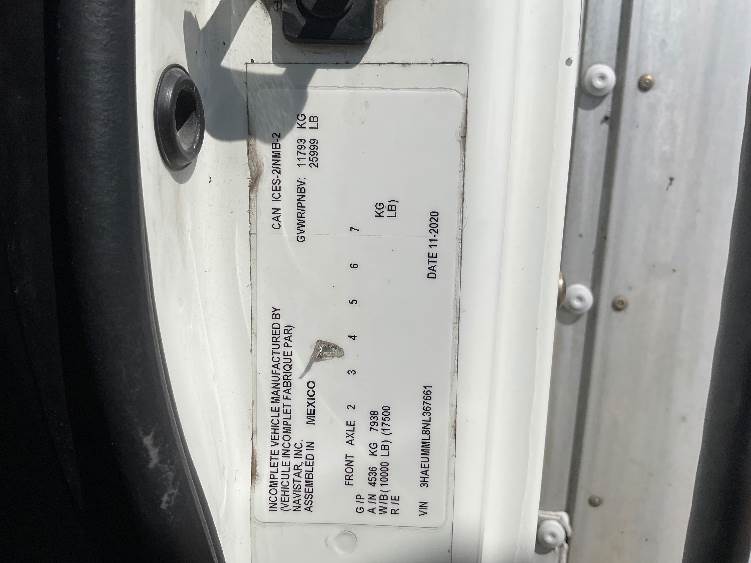 INCOMPLETE VEHICLE MANUFACTURED BY
(VEHICULE INCOMPLET FABRIQUE PAR)
NAVISTAR, INC.
ASSEMBLED IN MEXICO
CAN ICES-2/NMB-2
GVWR/PNBV: 11793 KG
25999 LB
FRONT AXLE 2 3 4 5 6 7
G /P
A /N 4536 KG 7938 KG
W/B (10000 LB) (17500 LB)
R /E
VIN 3HAEUMML8NL367661 DATE 11-2020